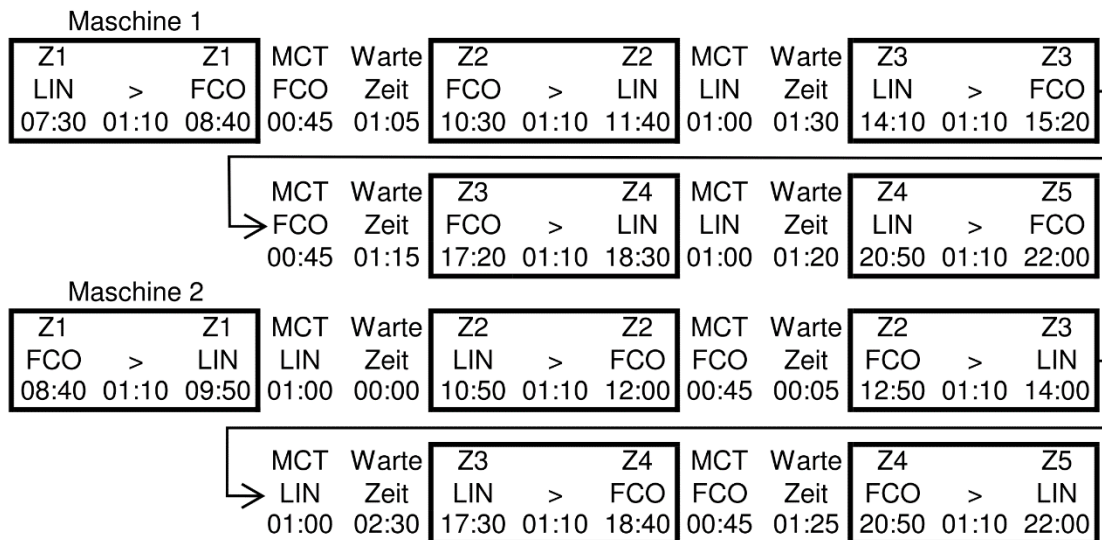 Maschine 1
Z1 Z1 MCT Warte Z2 Z2 MCT Warte Z3 Z3
LIN > FCO FCO Zeit FCO > LIN LIN Zeit LIN > FCO
07:30 01:10 08:40 00:45 01:05 10:30 01:10 11:40 01:00 01:30 14:10 01:10 15:20
MCT Warte Z3 Z4 MCT Warte Z4 Z5
FCO Zeit FCO > LIN LIN Zeit LIN > FCO
00:45 01:15 17:20 01:10 18:30 01:00 01:20 20:50 01:10 22:00
Maschine 2
Z1 Z1 MCT Warte Z2 Z2 MCT Warte Z2 Z3
FCO > LIN LIN Zeit LIN > FCO FCO Zeit FCO > LIN
08:40 01:10 09:50 01:00 00:00 10:50 01:10 12:00 00:45 00:05 12:50 01:10 14:00
MCT Warte Z3 Z4 MCT Warte Z4 Z5
LIN Zeit LIN > FCO FCO Zeit FCO > LIN
01:00 02:30 17:30 01:10 18:40 00:45 01:25 20:50 01:10 22:00